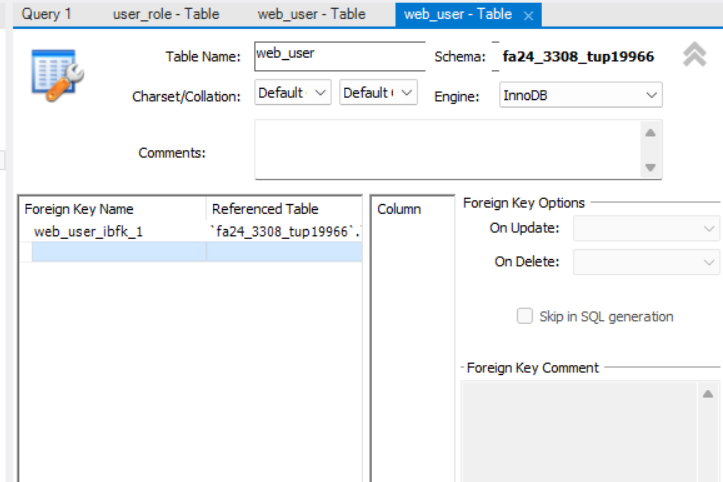 Query 1 user_role - Table web_user - Table web_user - Table ×
Table Name: web_user Schema: fa24_3308_tup19966
Charset/Collation: Default Default Engine: InnoDB
Comments:
Foreign Key Name Referenced Table Column Foreign Key Options
web_user_ibfk_1 `fa24_3308_tup19966`.
On Update:
On Delete:
Skip in SQL generation
Foreign Key Comment